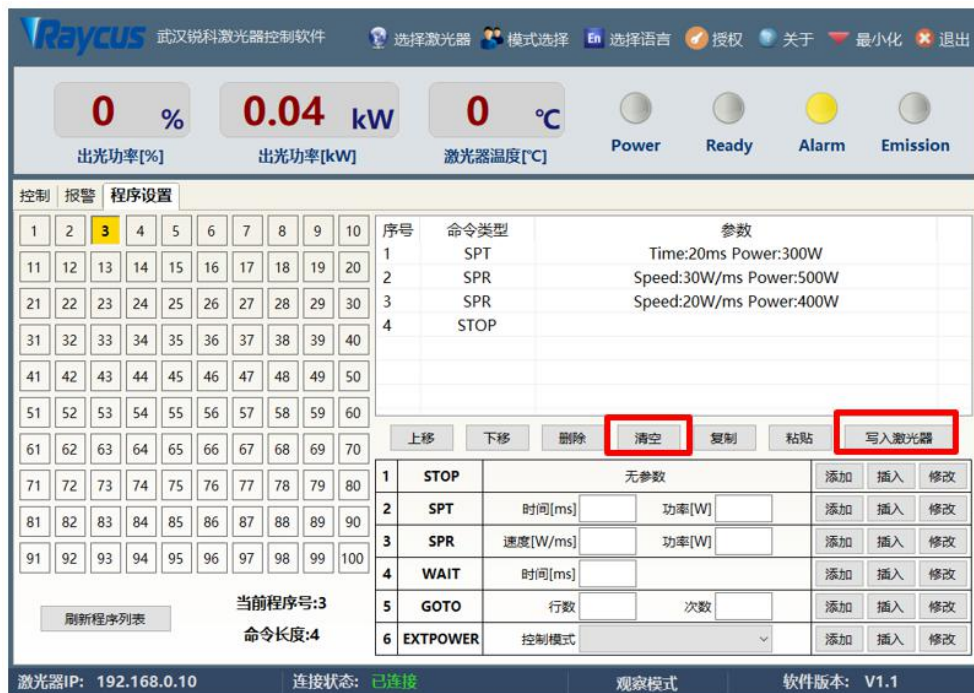 Raycus 武汉锐科激光器控制软件 选择激光器 模式选择 En 选择语言 授权 关于 最小化 退出
0 % 0.04 kW 0 ℃
出光功率[%] 出光功率[kW] 激光器温度[℃] Power Ready Alarm Emission
控制 报警 程序设置
1 2 3 4 5 6 7 8 9 10
11 12 13 14 15 16 17 18 19 20
21 22 23 24 25 26 27 28 29 30
31 32 33 34 35 36 37 38 39 40
41 42 43 44 45 46 47 48 49 50
51 52 53 54 55 56 57 58 59 60
61 62 63 64 65 66 67 68 69 70
71 72 73 74 75 76 77 78 79 80
81 82 83 84 85 86 87 88 89 90
91 92 93 94 95 96 97 98 99 100
刷新程序列表
当前程序号:3
命令长度:4
序号 命令类型 参数
1 SPT Time:20ms Power:300W
2 SPR Speed:30W/ms Power:500W
3 SPR Speed:20W/ms Power:400W
4 STOP
上移 下移 删除 清空 复制 粘贴 写入激光器
1 STOP 无参数 添加 插入 修改
2 SPT 时间[ms] 功率[W] 添加 插入 修改
3 SPR 速度[W/ms] 功率[W] 添加 插入 修改
4 WAIT 时间[ms] 添加 插入 修改
5 GOTO 行数 次数 添加 插入 修改
6 EXTPOWER 控制模式 添加 插入 修改
激光器IP: 192.168.0.10 连接状态: 已连接 观察模式 软件版本: V1.1